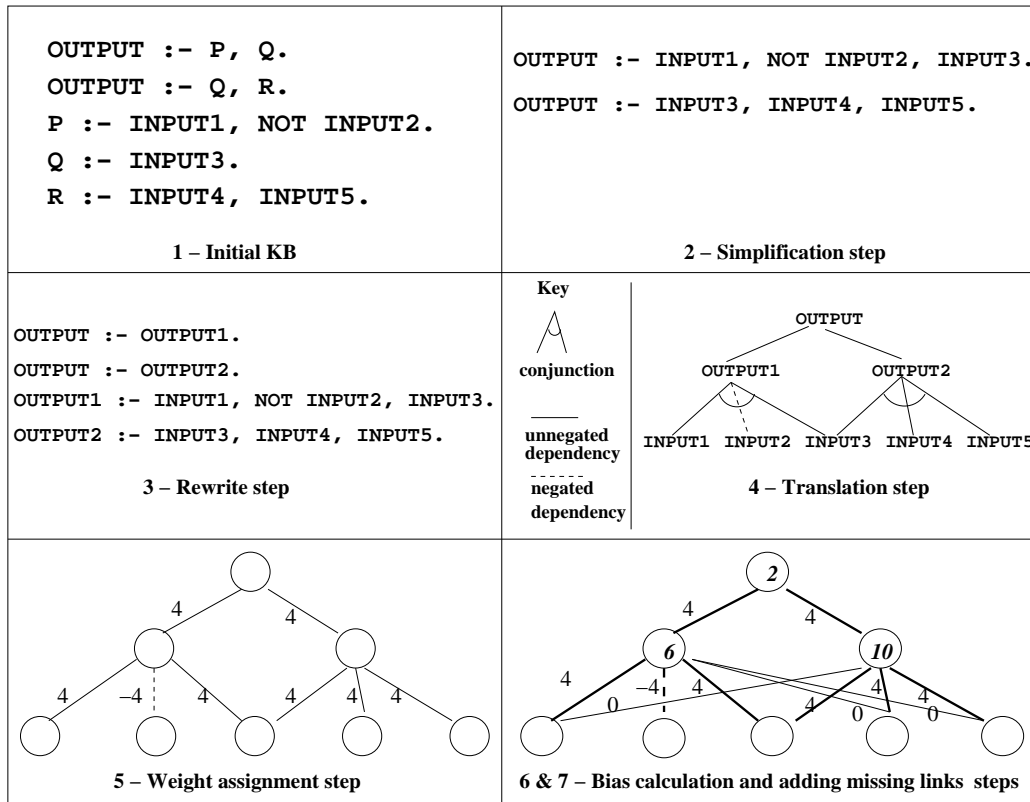 OUTPUT :- P, Q.
OUTPUT :- Q, R.
P :- INPUT1, NOT INPUT2.
Q :- INPUT3.
R :- INPUT4, INPUT5.
1 – Initial KB
OUTPUT :- INPUT1, NOT INPUT2, INPUT3.
OUTPUT :- INPUT3, INPUT4, INPUT5.
2 – Simplification step
OUTPUT :- OUTPUT1.
OUTPUT :- OUTPUT2.
OUTPUT1 :- INPUT1, NOT INPUT2, INPUT3.
OUTPUT2 :- INPUT3, INPUT4, INPUT5.
3 – Rewrite step
Key
conjunction
unnegated
dependency
negated
dependency
OUTPUT
OUTPUT1 OUTPUT2
INPUT1 INPUT2 INPUT3 INPUT4 INPUT5
4 – Translation step
4 4
4 –4 4 4 4 4
5 – Weight assignment step
2
4 4
6 10
4 –4 4 4 4
0 4 0 0
6 & 7 – Bias calculation and adding missing links steps